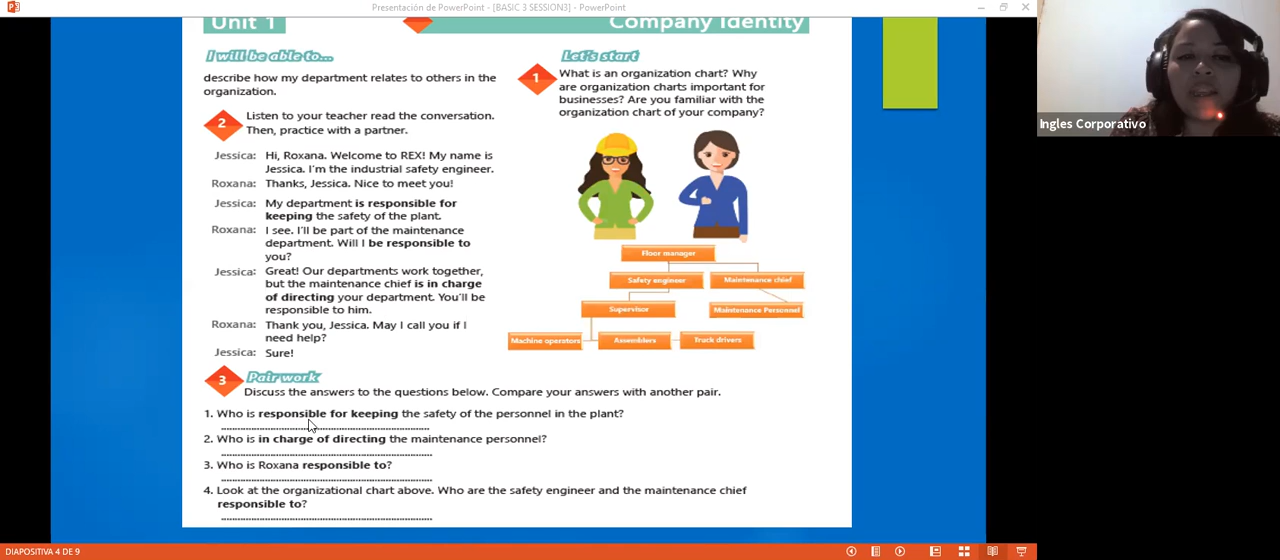 Presentación de PowerPoint - [BASIC 3 SESSION3] - PowerPoint
Unit 1
Company Identity
I will be able to...
describe how my department relates to others in the
organization.
2
Listen to your teacher read the conversation.
Then, practice with a partner.
Jessica: Hi, Roxana. Welcome to REX! My name is
Jessica. I'm the industrial safety engineer.
Roxana: Thanks, Jessica. Nice to meet you!
Jessica: My department is responsible for
keeping the safety of the plant.
Roxana: I see. I'll be part of the maintenance
department. Will I be responsible to
you?
Jessica: Great! Our departments work together,
but the maintenance chief is in charge
of directing your department. You'll be
responsible to him.
Roxana: Thank you, Jessica. May I call you if I
need help?
Jessica: Sure!
Let's start
1
What is an organization chart? Why
are organization charts important for
businesses? Are you familiar with the
organization chart of your company?
Floor manager
Safety engineer
Maintenance chief
Supervisor
Maintenance Personnel
Machine operators
Assemblers
Truck drivers
3
Pair work
Discuss the answers to the questions below. Compare your answers with another pair.
1. Who is responsible for keeping the safety of the personnel in the plant?
2. Who is in charge of directing the maintenance personnel?
3. Who is Roxana responsible to?
4. Look at the organizational chart above. Who are the safety engineer and the maintenance chief
responsible to?
Ingles Corporativo
DIAPOSITIVA 4 DE 9